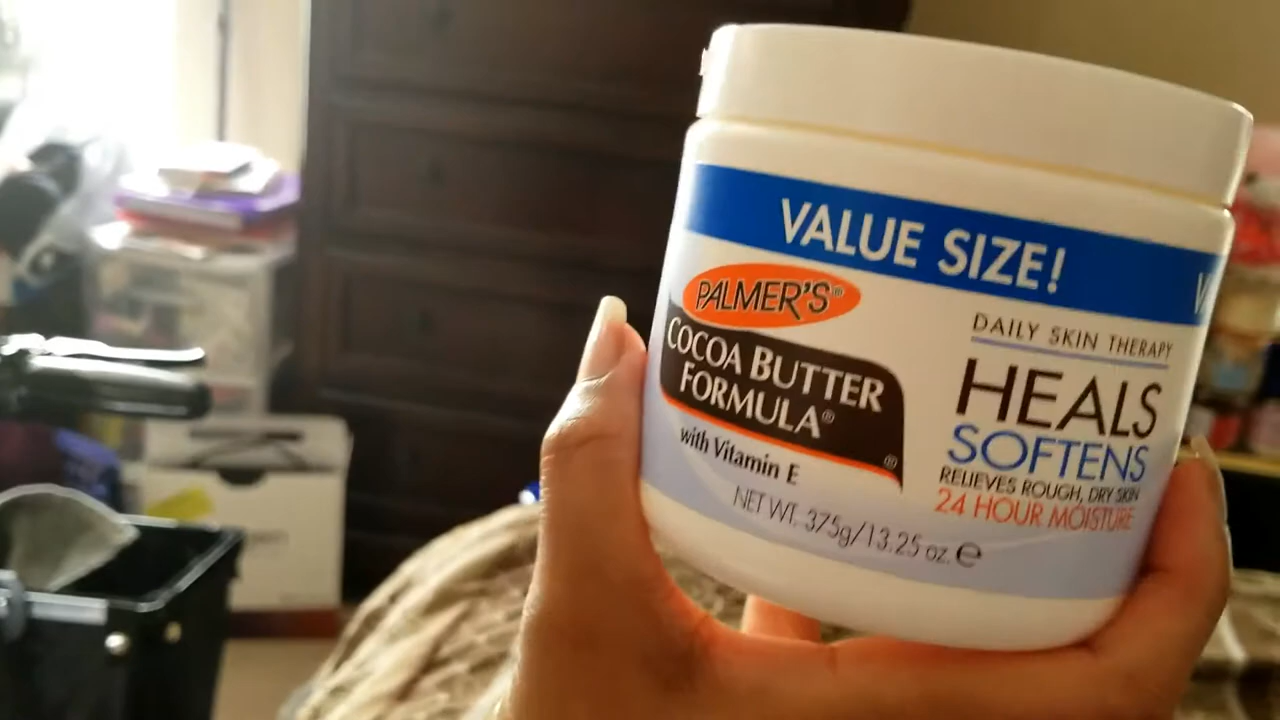 VALUE SIZE!
PALMER'S®
COCOA BUTTER
FORMULA®
®
with Vitamin E
NET WT. 375g/13.25 oz. ℮
DAILY SKIN THERAPY
HEALS
SOFTENS
RELIEVES ROUGH, DRY SKIN
24 HOUR MOISTURE